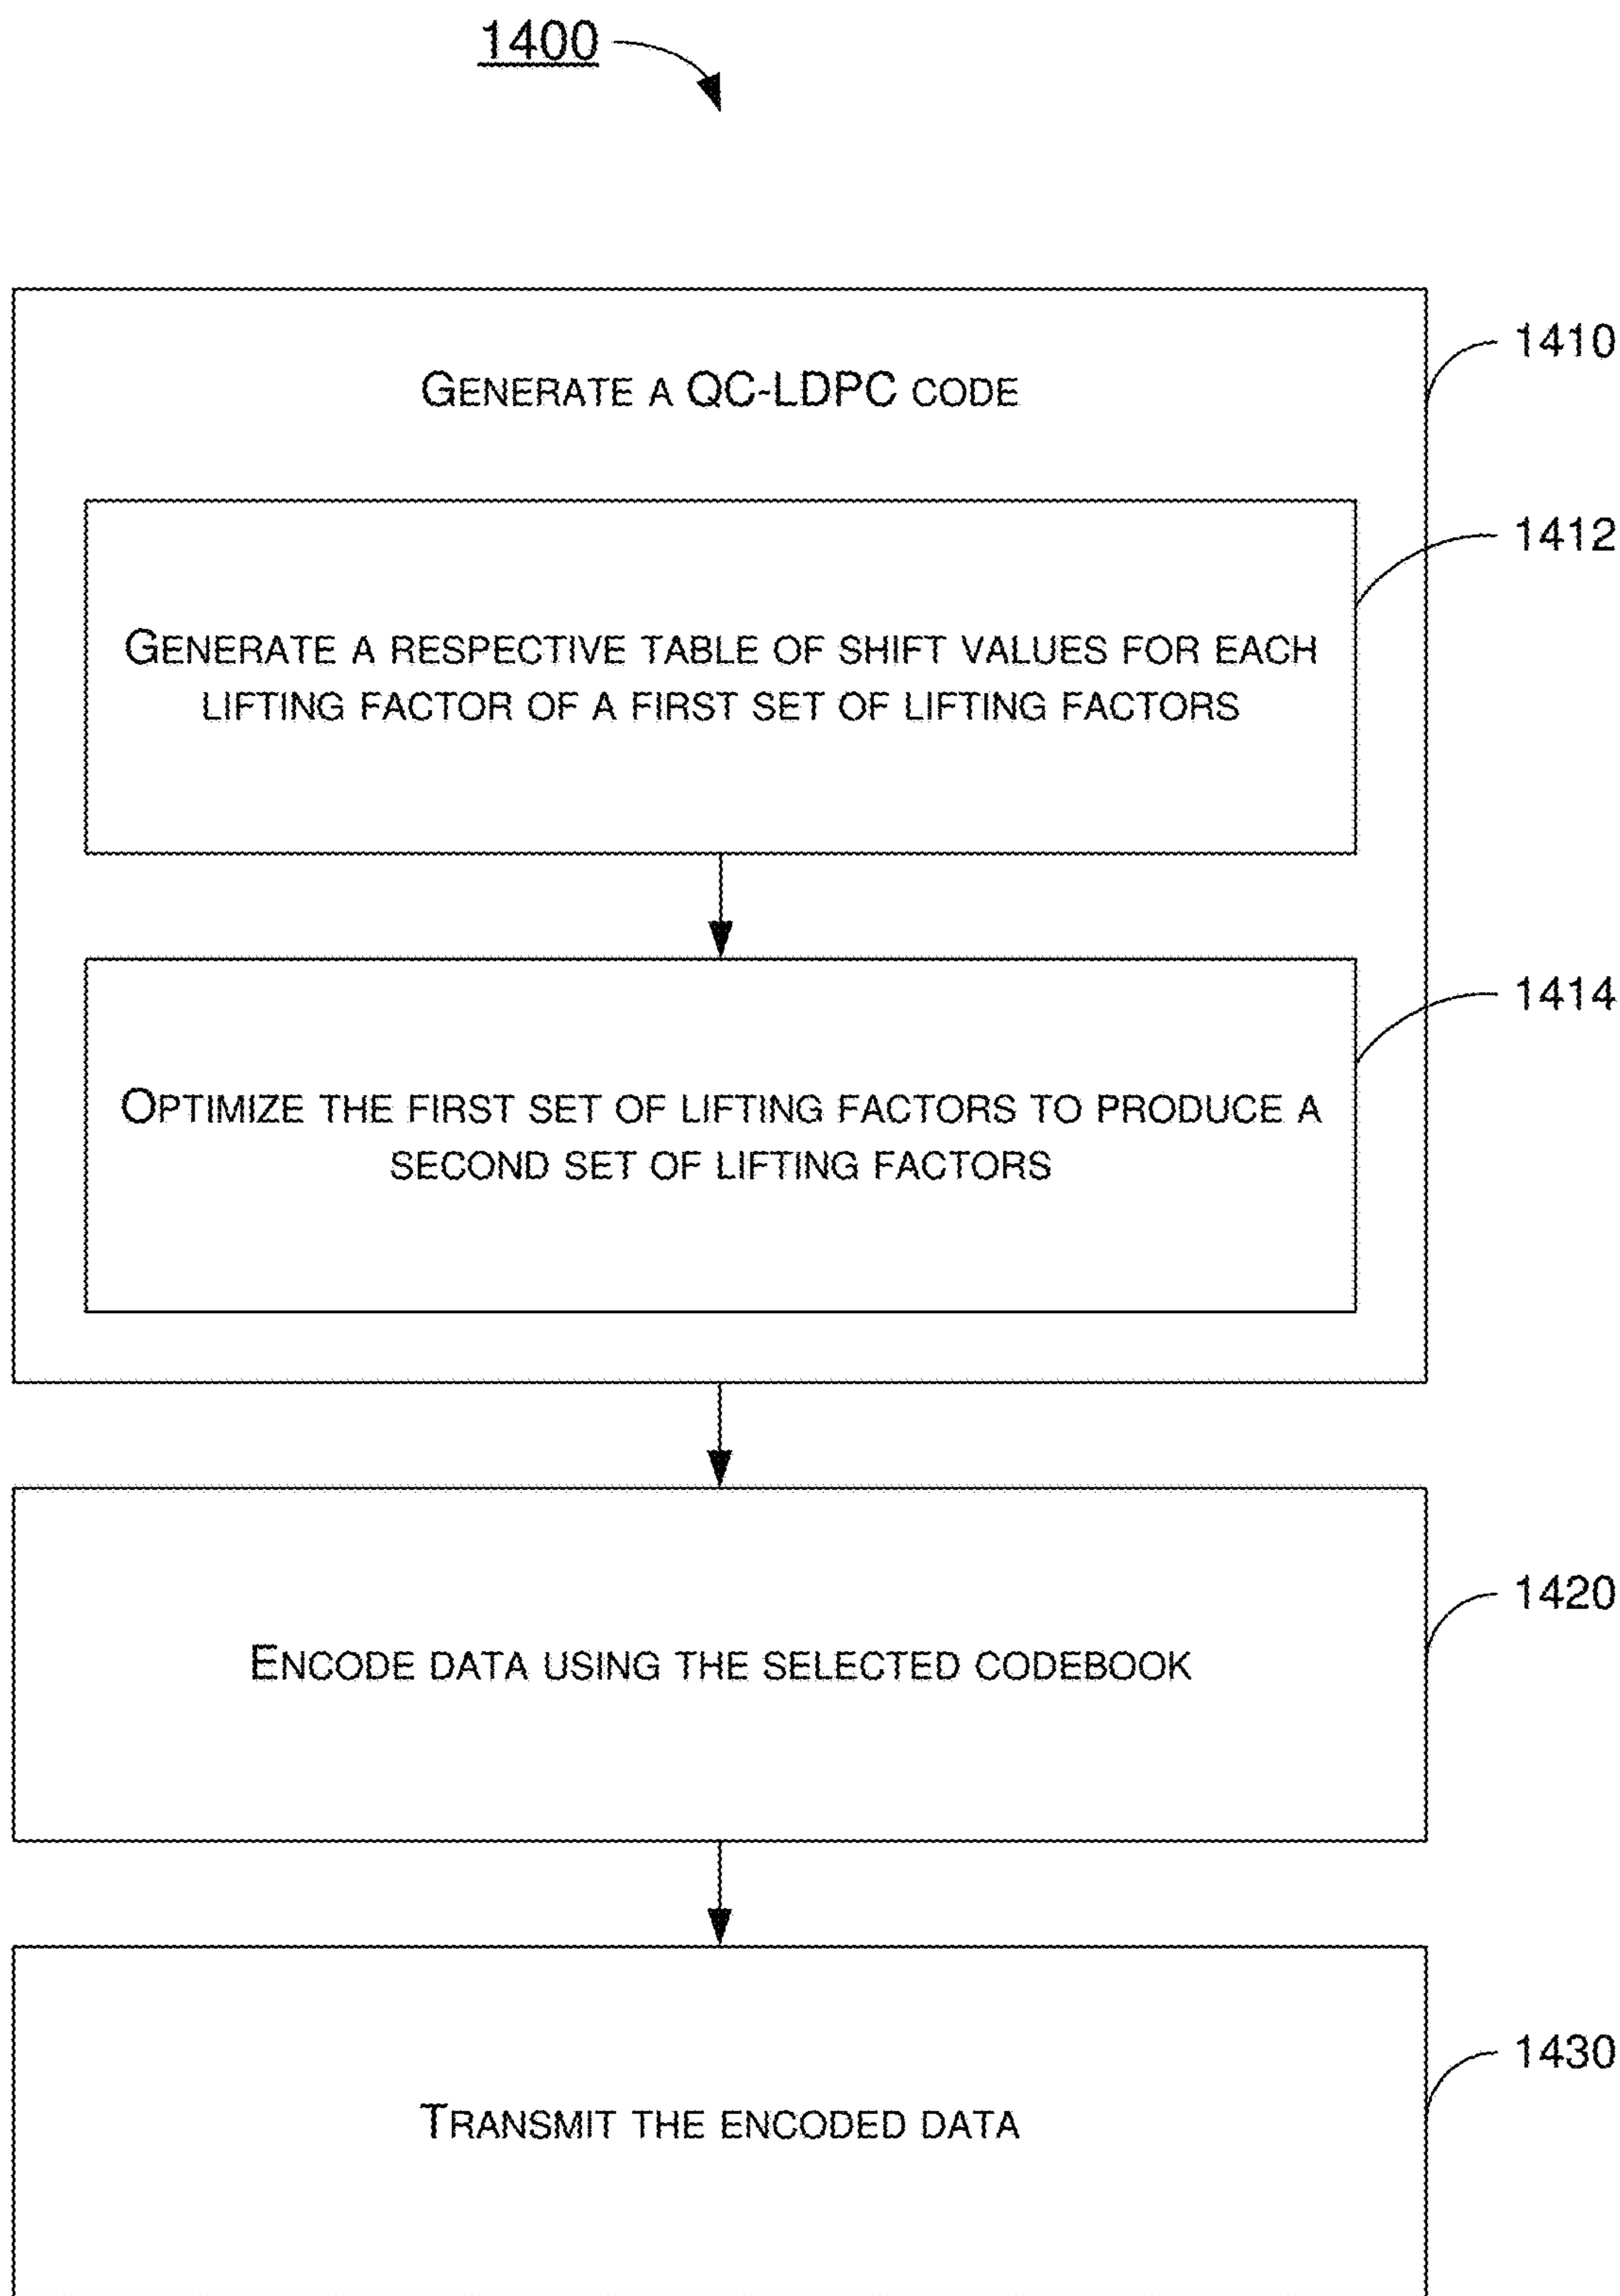 1400
1410
GENERATE A QC-LDPC CODE
1412
GENERATE A RESPECTIVE TABLE OF SHIFT VALUES FOR EACH
LIFTING FACTOR OF A FIRST SET OF LIFTING FACTORS
1414
OPTIMIZE THE FIRST SET OF LIFTING FACTORS TO PRODUCE A
SECOND SET OF LIFTING FACTORS
1420
ENCODE DATA USING THE SELECTED CODEBOOK
1430
TRANSMIT THE ENCODED DATA